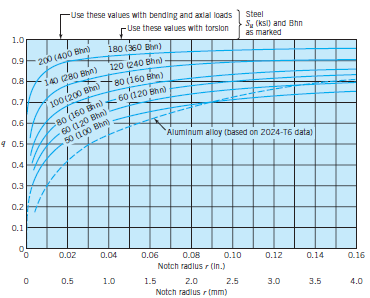 Use these values with bending and axial loads
Use these values with torsion
Steel
Su (ksi) and Bhn
as marked
200 (400 Bhn)
180 (360 Bhn)
140 (280 Bhn)
120 (240 Bhn)
100 (200 Bhn)
80 (160 Bhn)
80 (160 Bhn)
60 (120 Bhn)
60 (120 Bhn)
50 (100 Bhn)
Aluminum alloy (based on 2024-T6 data)
1.0
0.9
0.8
0.7
0.6
q 0.5
0.4
0.3
0.2
0.1
0
0 0.02 0.04 0.06 0.08 0.10 0.12 0.14 0.16
Notch radius r (in.)
0 0.5 1.0 1.5 2.0 2.5 3.0 3.5 4.0
Notch radius r (mm)